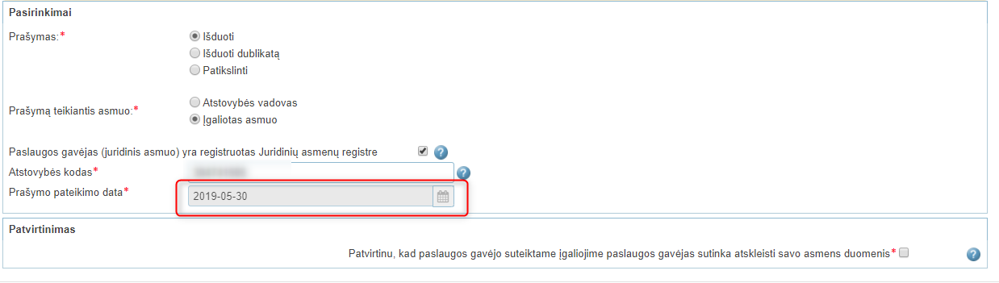 Pasirinkimai
Prašymas:* Išduoti
Išduoti dublikatą
Patikslinti
Atstovybės vadovas
Prašymą teikiantis asmuo:*
Įgaliotas asmuo
Paslaugos gavėjas (juridinis asmuo) yra registruotas Juridinių asmenų registre ?
Atstovybės kodas* ?
Prašymo pateikimo data* 2019-05-30
Patvirtinimas
Patvirtinu, kad paslaugos gavėjo suteiktame įgaliojime paslaugos gavėjas sutinka atskleisti savo asmens duomenis* ?